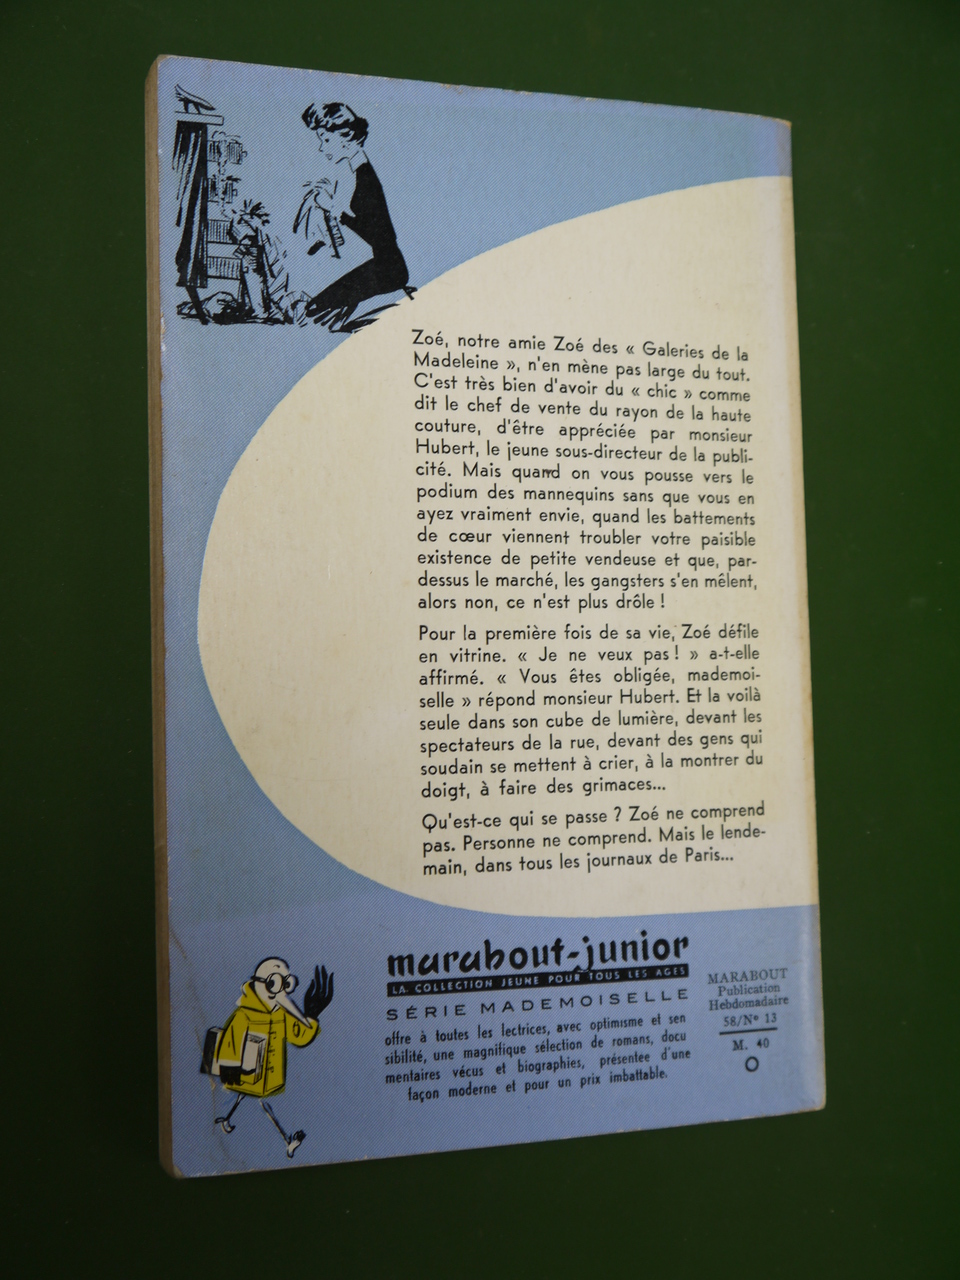 Zoé, notre amie Zoé des « Galeries de la
Madeleine », n'en mène pas large du tout.
C'est très bien d'avoir du « chic » comme
dit le chef de vente du rayon de la haute
couture, d'être appréciée par monsieur
Hubert, le jeune sous-directeur de la publi-
cité. Mais quand on vous pousse vers le
podium des mannequins sans que vous en
ayez vraiment envie, quand les battements
de cœur viennent troubler votre paisible
existence de petite vendeuse et que, par-
dessus le marché, les gangsters s'en mêlent,
alors non, ce n'est plus drôle !
Pour la première fois de sa vie, Zoé défile
en vitrine. « Je ne veux pas ! » a-t-elle
affirmé. « Vous êtes obligée, mademoi-
selle » répond monsieur Hubert. Et la voilà
seule dans son cube de lumière, devant les
spectateurs de la rue, devant des gens qui
soudain se mettent à crier, à la montrer du
doigt, à faire des grimaces...
Qu'est-ce qui se passe ? Zoé ne comprend
pas. Personne ne comprend. Mais le lende-
main, dans tous les journaux de Paris...
marabout-junior
LA COLLECTION JEUNE POUR TOUS LES AGES
SÉRIE MADEMOISELLE
offre à toutes les lectrices, avec optimisme et sen
sibilité, une magnifique sélection de romans, docu
mentaires vécus et biographies, présentée d'une
façon moderne et pour un prix imbattable.
MARABOUT
Publication
Hebdomadaire
58/N° 13
M. 40
O